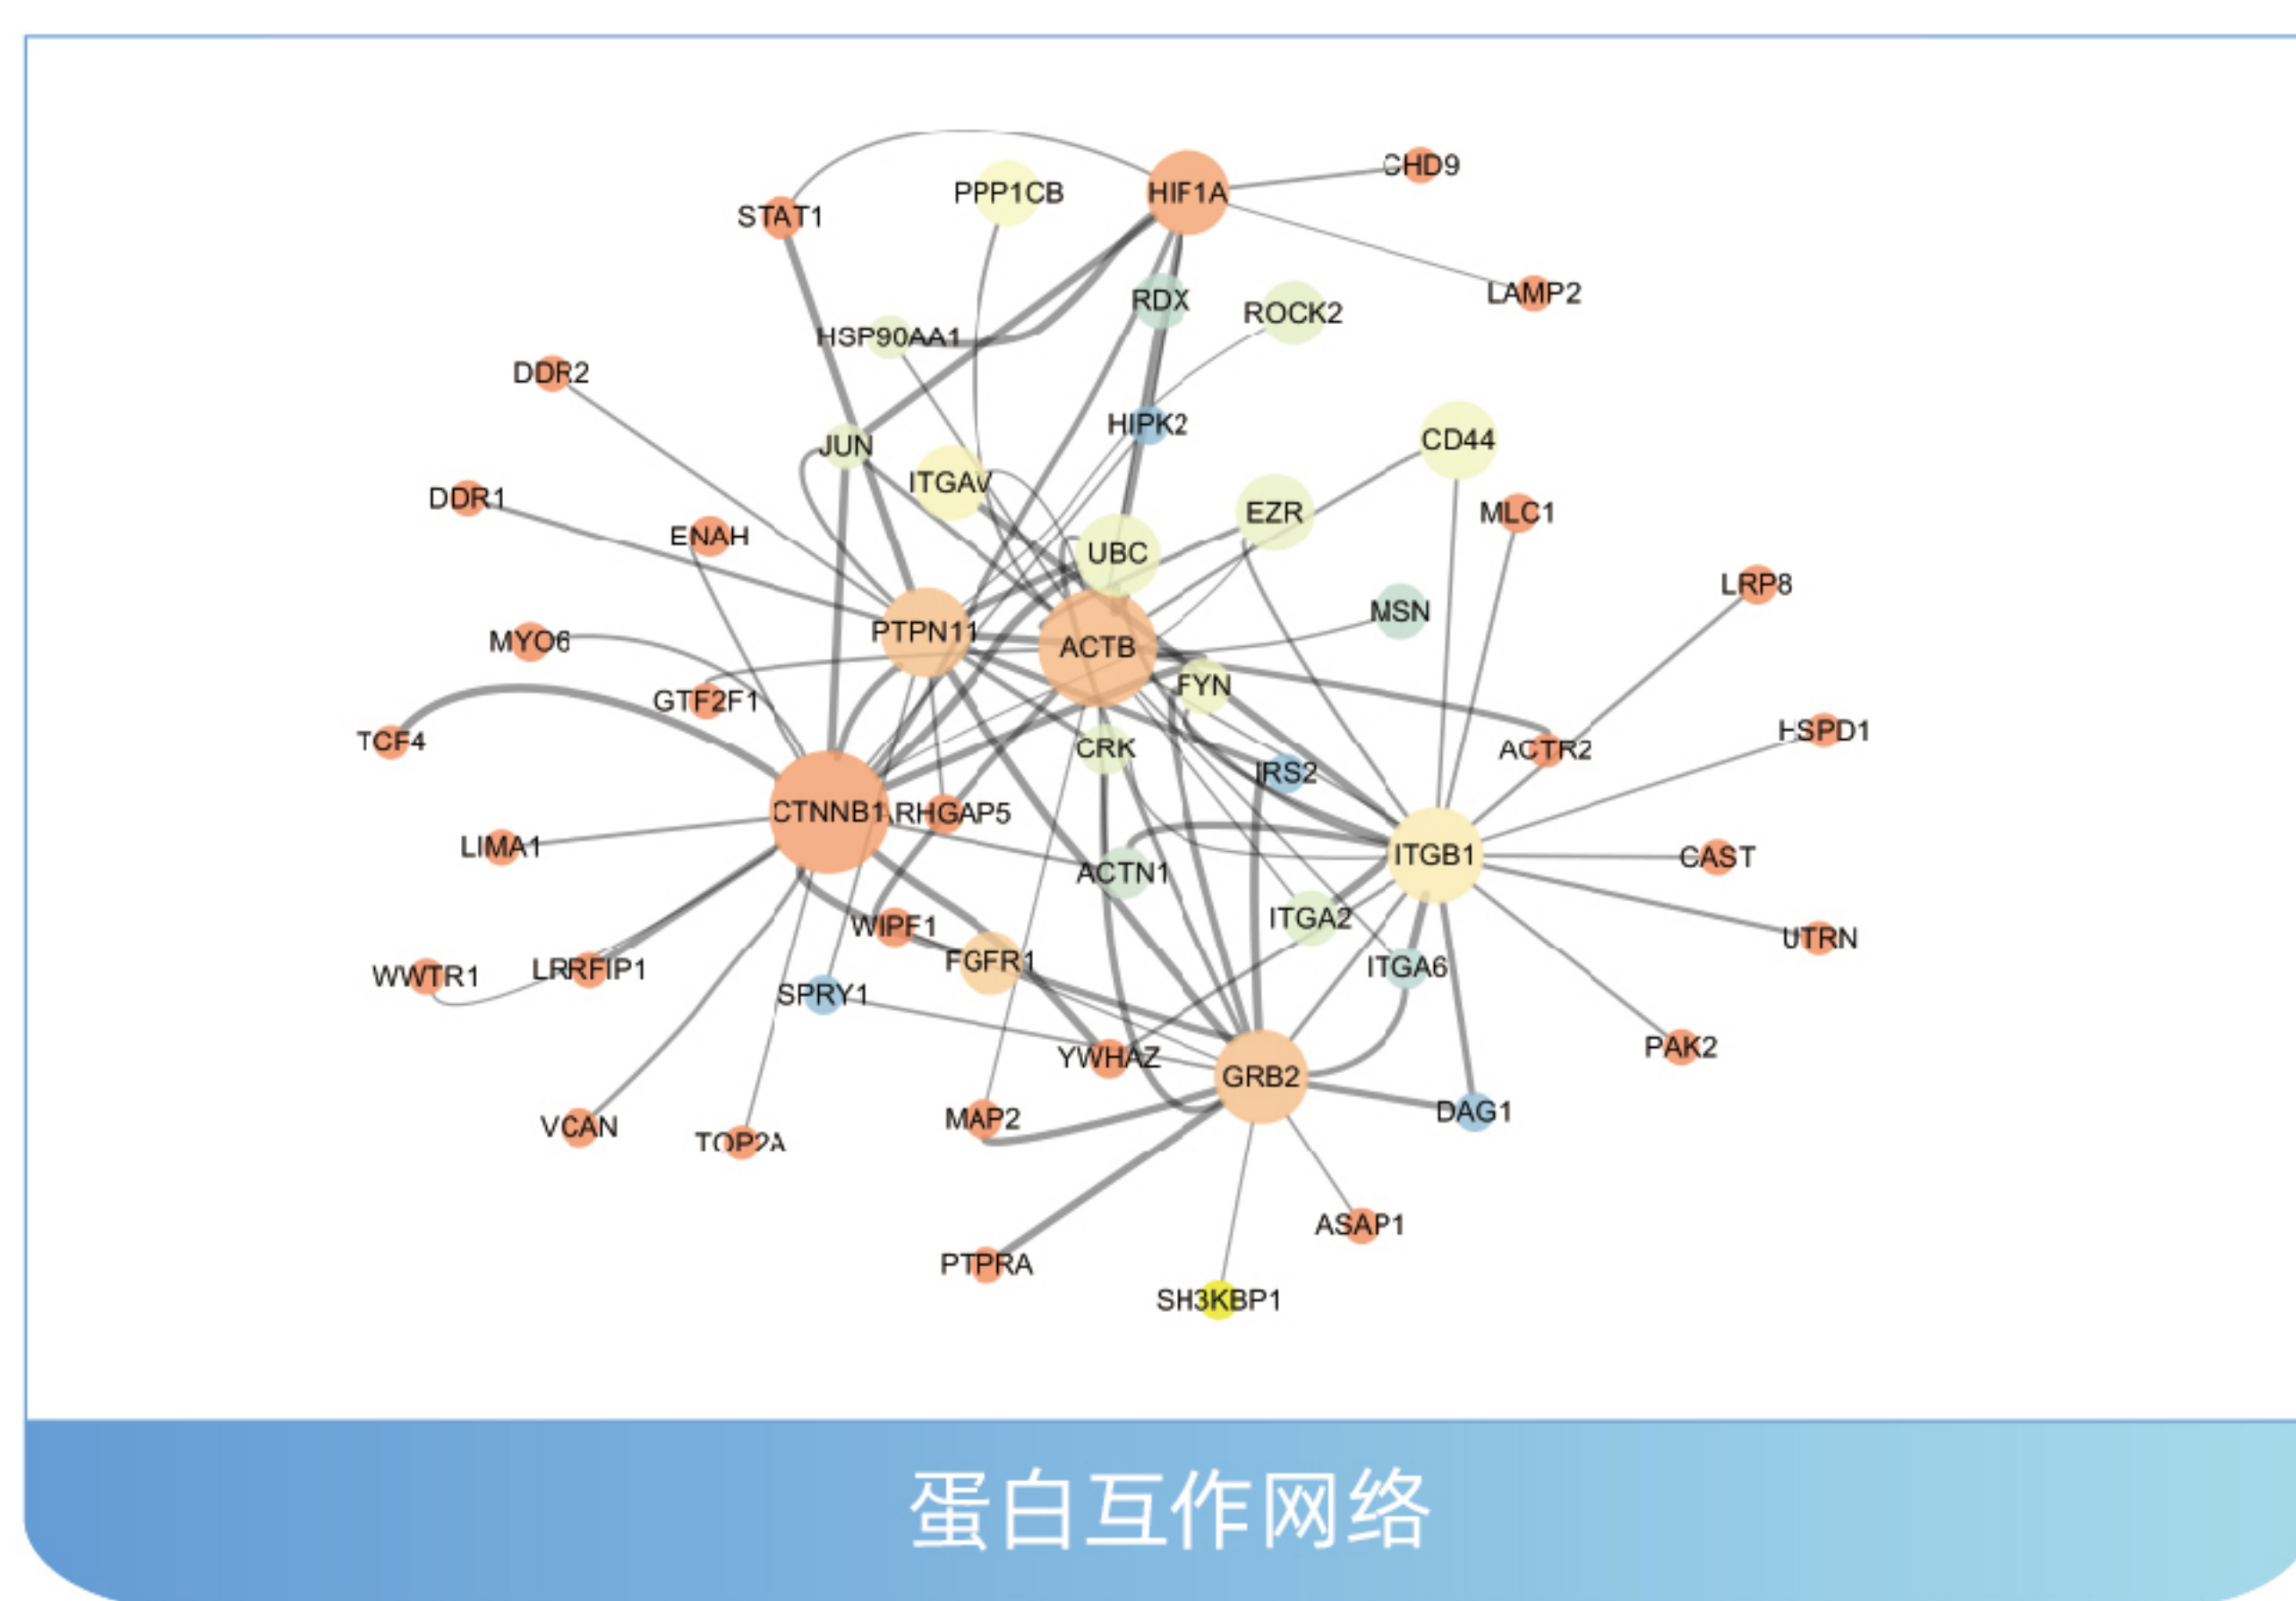 CHD9
PPP1CB
HIF1A
STAT1
LAMP2
RDX
ROCK2
HSP90AA1
DDR2
HIPK2
CD44
JUN
ITGAV
DDR1
EZR
MLC1
ENAH
UBC
LRP8
MSN
PTPN11
MYO6
ACTB
FYN
GTF2F1
HSPD1
TCF4
CRK
ACTR2
IRS2
CTNNB1
ARHGAP5
LIMA1
ITGB1
CAST
ACTN1
ITGA2
WIPF1
UTRN
FGFR1
ITGA6
LRRFIP1
WWTR1
SPRY1
PAK2
YWHAZ
GRB2
DAG1
MAP2
VCAN
TOP2A
ASAP1
PTPRA
SH3KBP1
蛋白互作网络